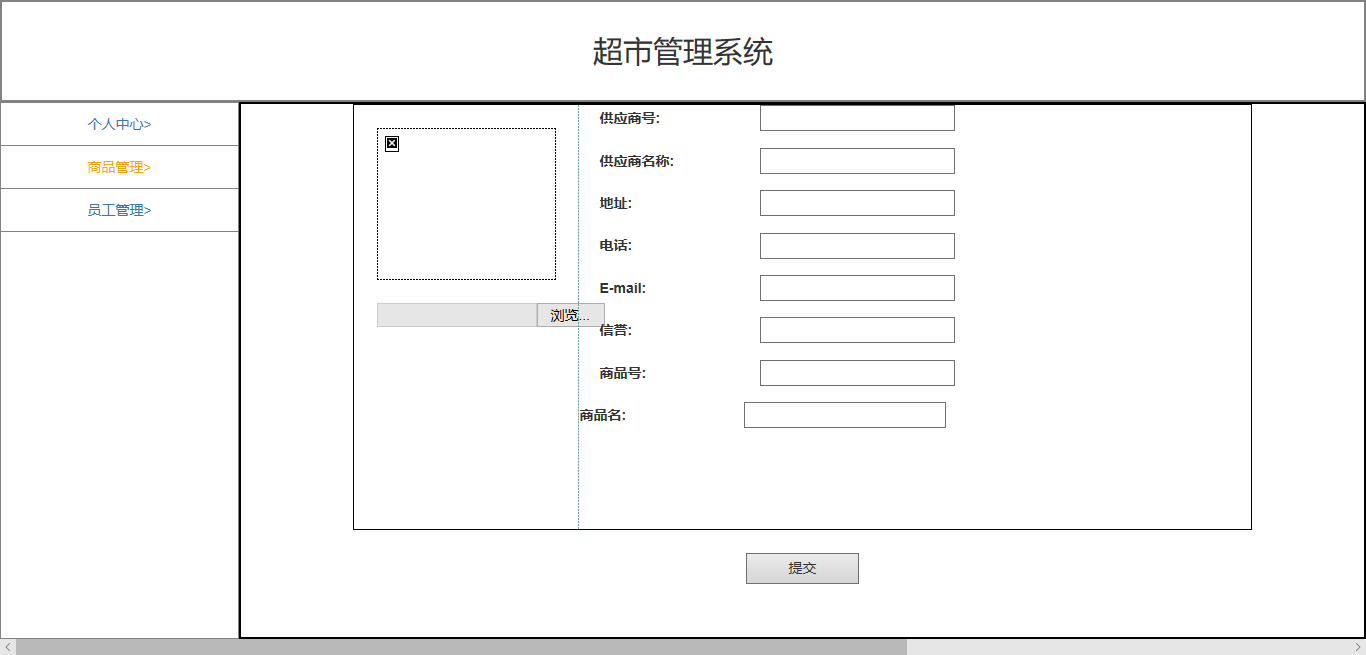 超市管理系统
个人中心>
商品管理>
员工管理>
浏览...
供应商号:
供应商名称:
地址:
电话:
E-mail:
信营:
商品号:
商品名:
提交